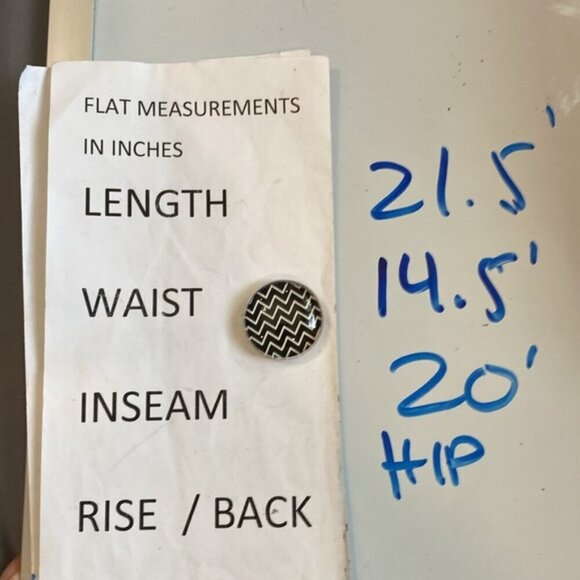 FLAT MEASUREMENTS
IN INCHES
LENGTH 21.5'
WAIST 14.5'
INSEAM 20'
HIP
RISE / BACK